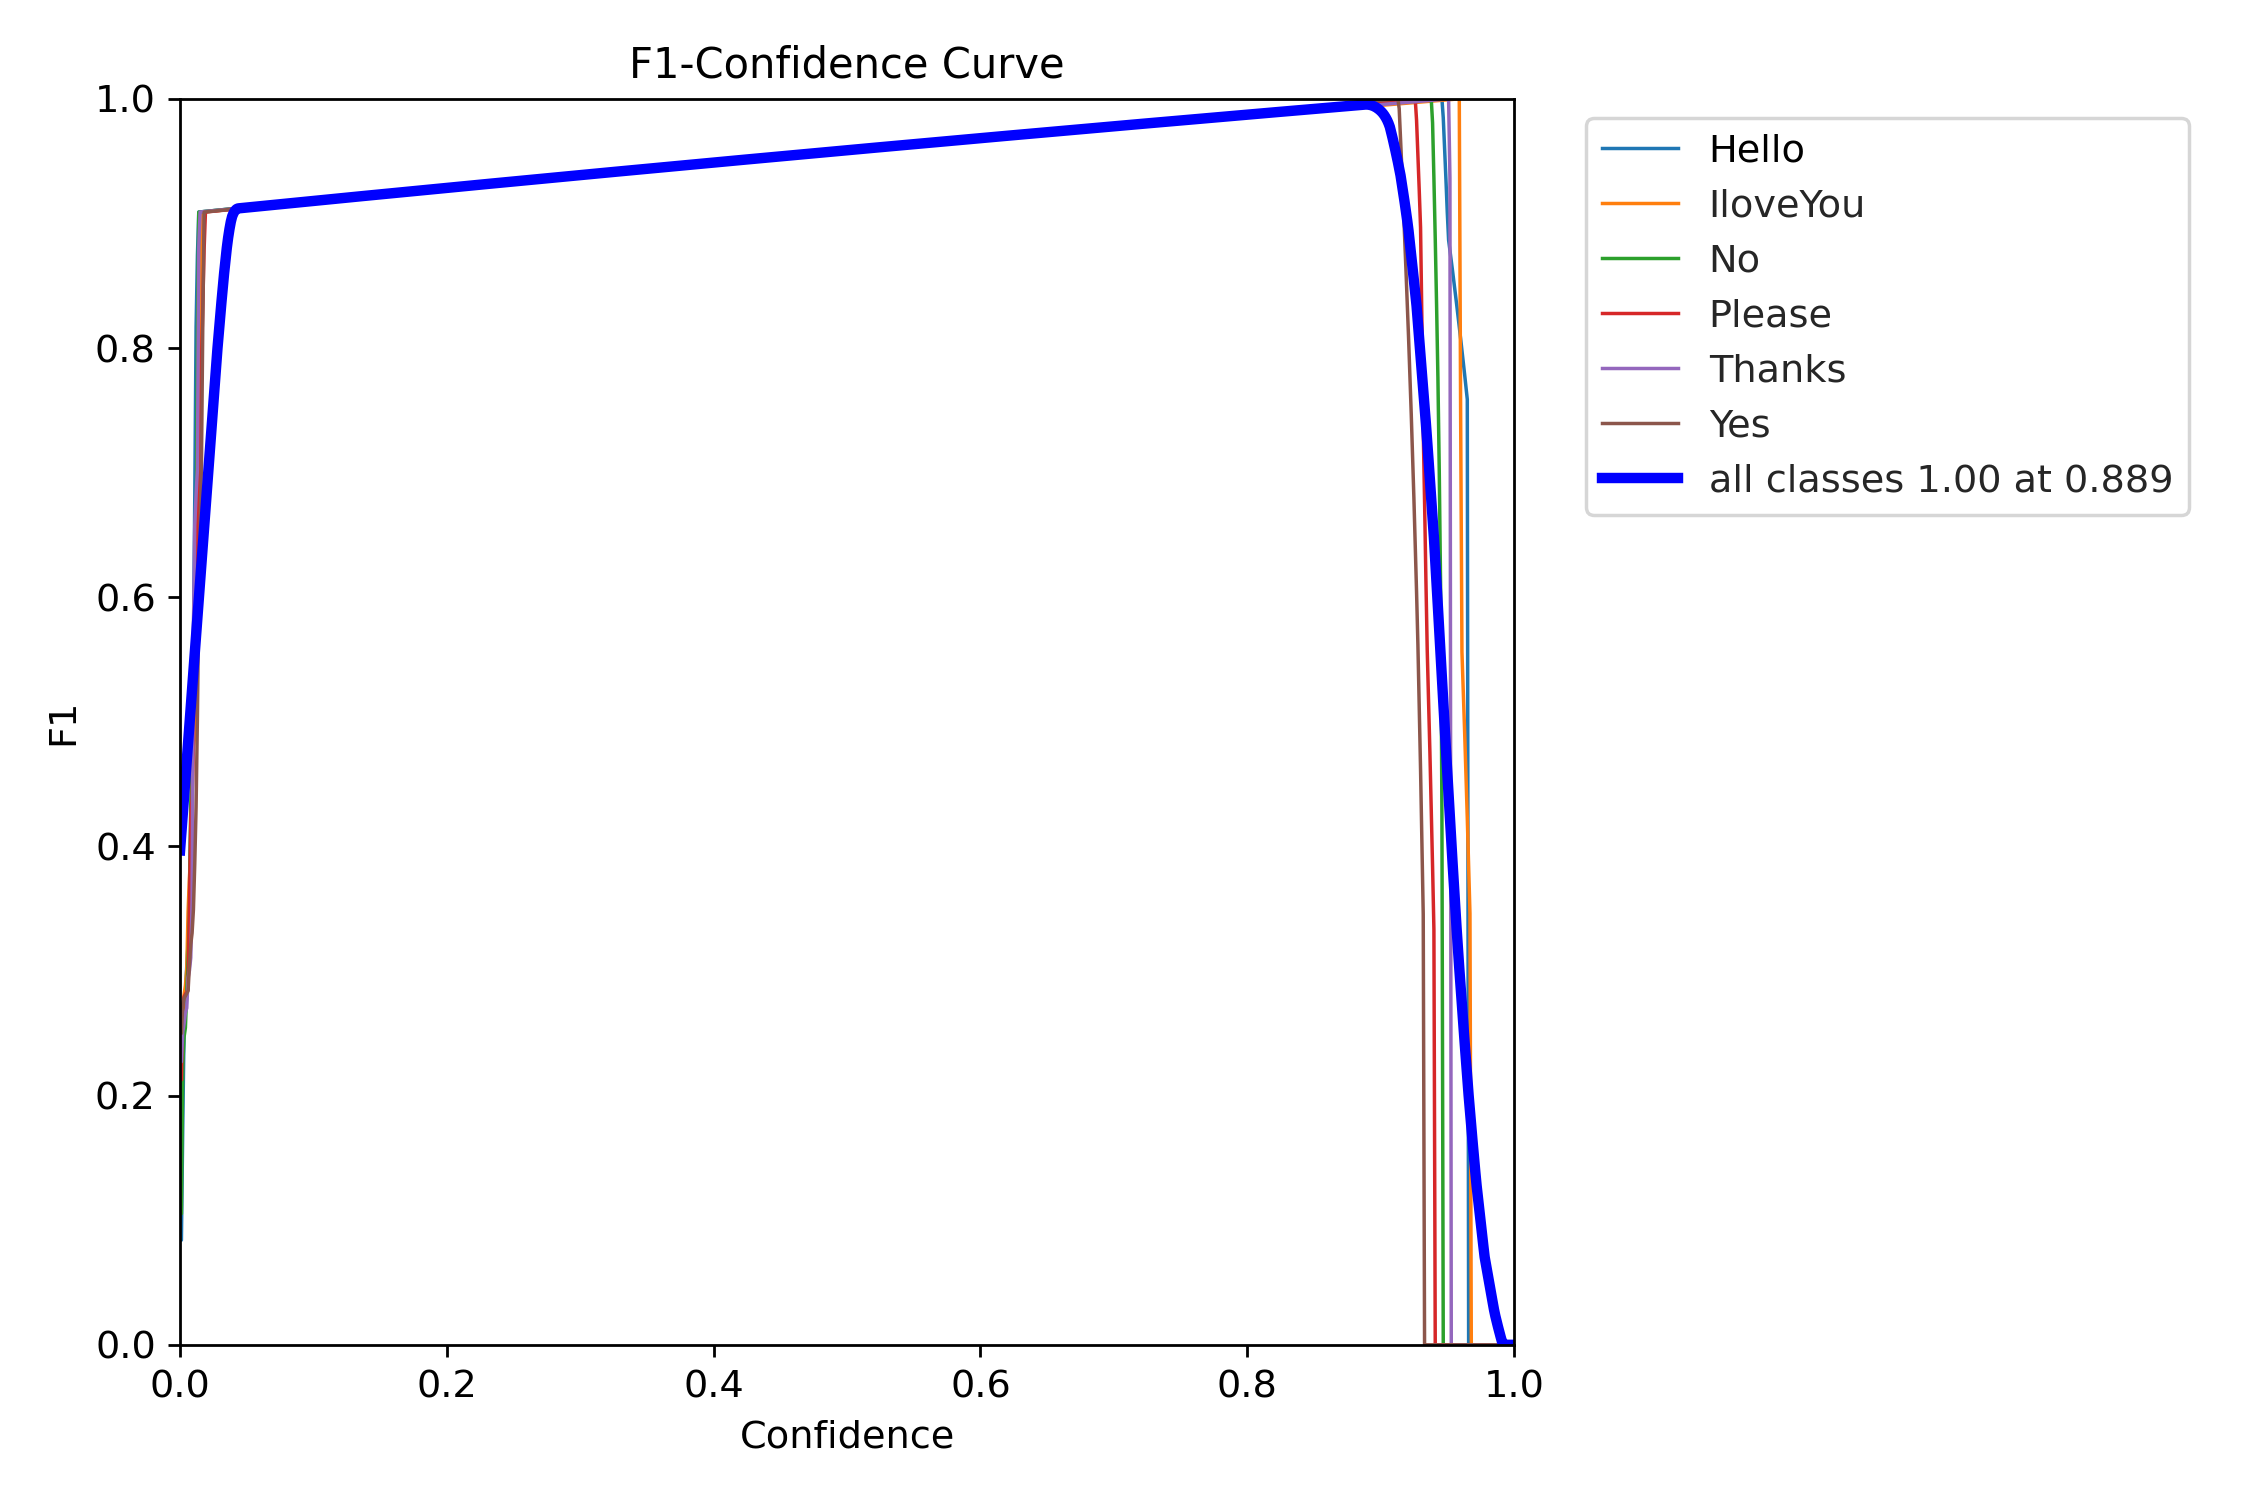 F1-Confidence Curve
1.0
0.8
0.6
0.4
0.2
0.0
F1
0.0 0.2 0.4 0.6 0.8 1.0
Confidence
Hello
IloveYou
No
Please
Thanks
Yes
all classes 1.00 at 0.889